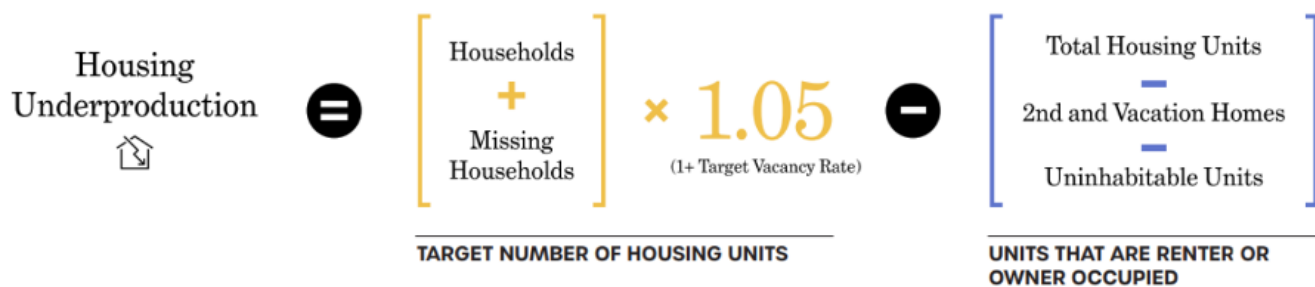 Housing
Underproduction
=
Households
+
Missing
Households
× 1.05
(1+ Target Vacancy Rate)
−
Total Housing Units
−
2nd and Vacation Homes
−
Uninhabitable Units
TARGET NUMBER OF HOUSING UNITS
UNITS THAT ARE RENTER OR
OWNER OCCUPIED